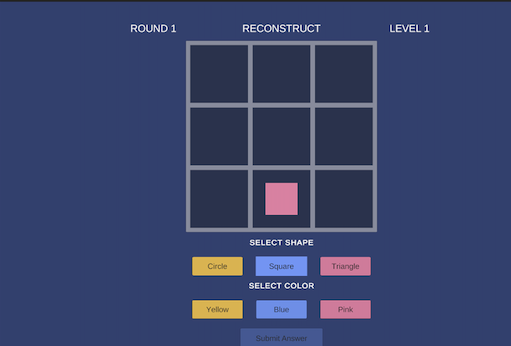 ROUND 1 RECONSTRUCT LEVEL 1
SELECT SHAPE
Circle Square Triangle
SELECT COLOR
Yellow Blue Pink
Submit Answer